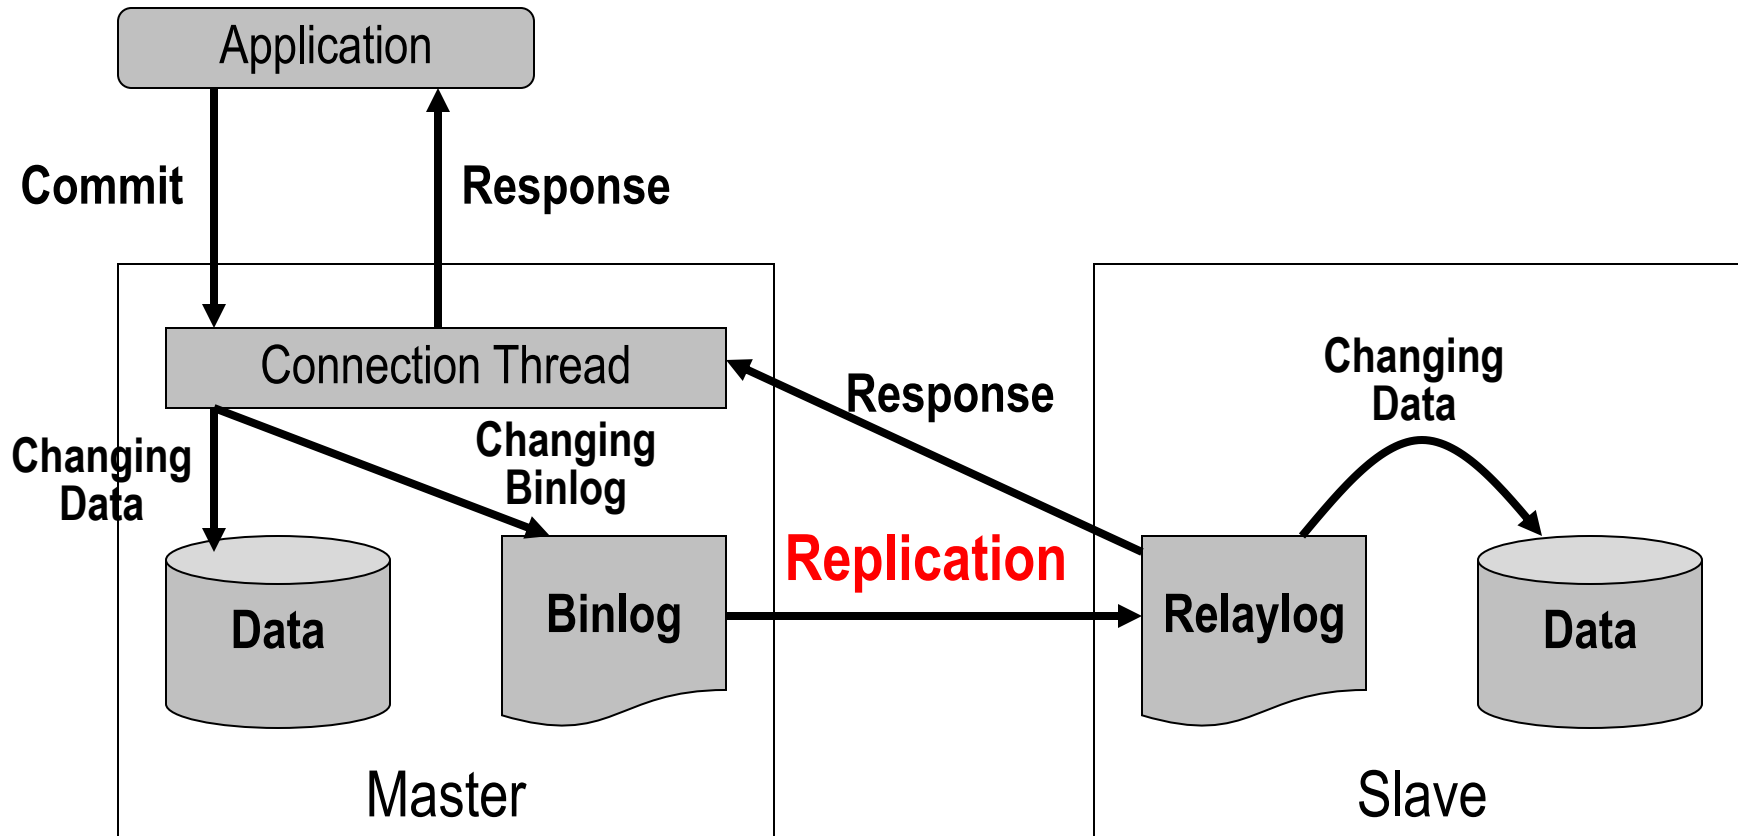 Application
Commit
Response
Connection Thread
Changing
Data
Changing
Binlog
Response
Changing
Data
Replication
Data
Binlog
Relaylog
Data
Master
Slave